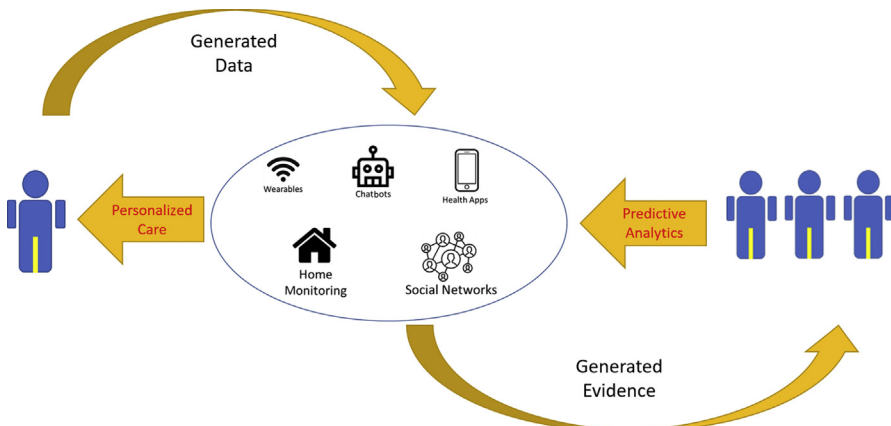 Generated
Data
Wearables
Chatbots
Health Apps
Personalized
Care
Predictive
Analytics
Home
Monitoring
Social Networks
Generated
Evidence